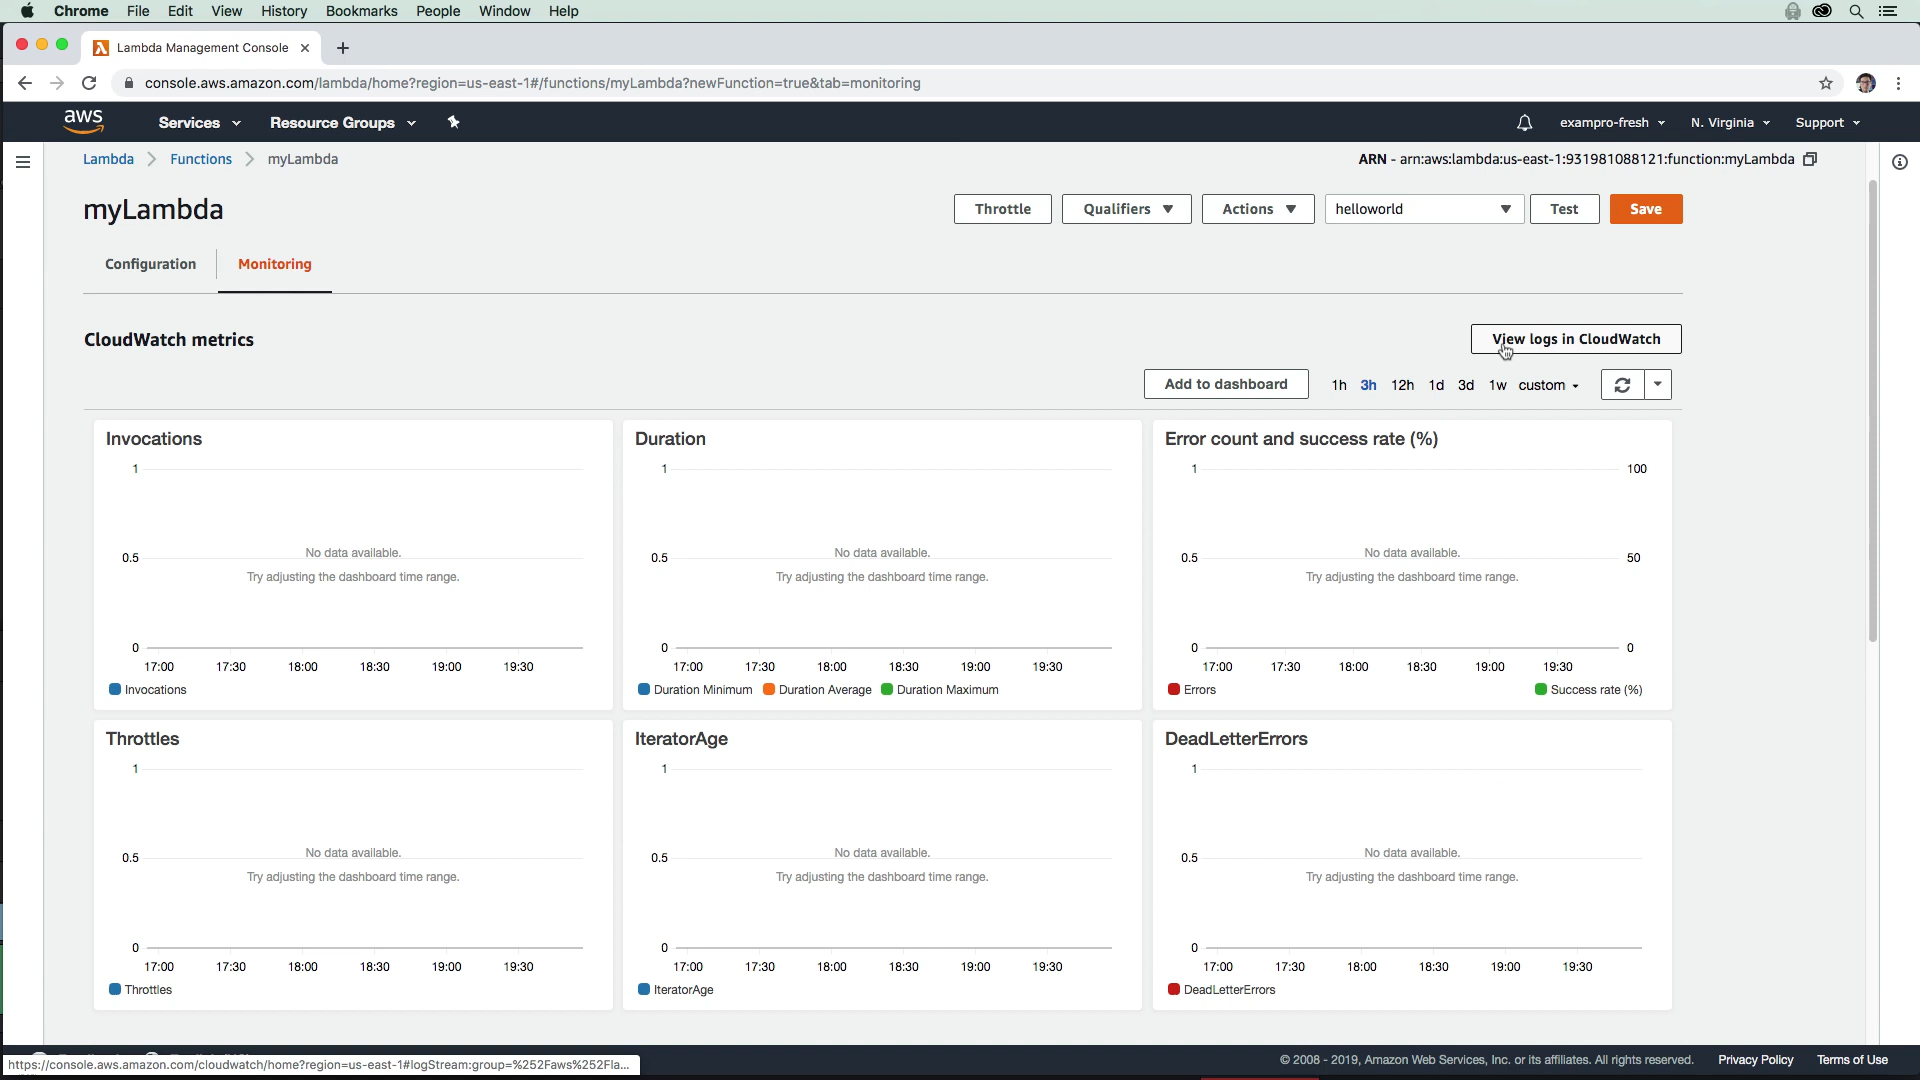 Chrome File Edit View History Bookmarks People Window Help
Lambda Management Console
console.aws.amazon.com/lambda/home?region=us-east-1#/functions/myLambda?newFunction=true&tab=monitoring
aws Services Resource Groups exampro-fresh N. Virginia Support
Lambda Functions myLambda ARN - arn:aws:lambda:us-east-1:931981088121:function:myLambda
myLambda Throttle Qualifiers Actions helloworld Test Save
Configuration Monitoring
CloudWatch metrics View logs in CloudWatch
Add to dashboard 1h 3h 12h 1d 3d 1w custom
Invocations
1
0.5
No data available.
Try adjusting the dashboard time range.
0
17:00 17:30 18:00 18:30 19:00 19:30
Invocations
Duration
1
0.5
No data available.
Try adjusting the dashboard time range.
0
17:00 17:30 18:00 18:30 19:00 19:30
Duration Minimum Duration Average Duration Maximum
Error count and success rate (%)
1 100
No data available.
0.5 50
Try adjusting the dashboard time range.
0 0
17:00 17:30 18:00 18:30 19:00 19:30
Errors Success rate (%)
Throttles
1
No data available.
0.5
Try adjusting the dashboard time range.
0
17:00 17:30 18:00 18:30 19:00 19:30
Throttles
IteratorAge
1
No data available.
0.5
Try adjusting the dashboard time range.
0
17:00 17:30 18:00 18:30 19:00 19:30
IteratorAge
DeadLetterErrors
1
No data available.
0.5
Try adjusting the dashboard time range.
0
17:00 17:30 18:00 18:30 19:00 19:30
DeadLetterErrors
https://console.aws.amazon.com/cloudwatch/home?region=us-east-1#logStream:group=%252Faws%252Fla...
© 2008 - 2019, Amazon Web Services, Inc. or its affiliates. All rights reserved. Privacy Policy Terms of Use